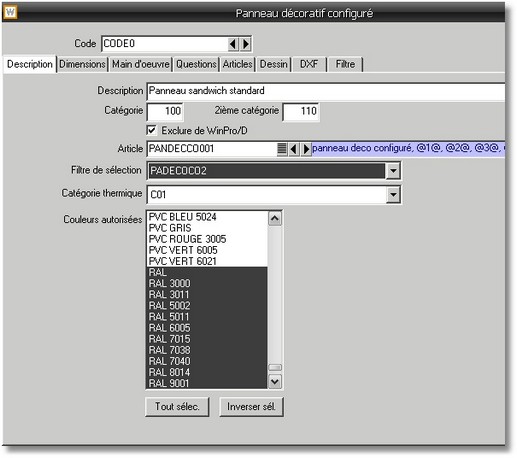 W Panneau décoratif configuré
Code CODE0
Description Dimensions Main d'oeuvre Questions Articles Dessin DXF Filtre
Description Panneau sandwich standard
Catégorie 100 2ième catégorie 110
Exclure de WinPro/D
Article PANDECCO001 panneau deco configuré, @1@, @2@, @3@,
Filtre de sélection PADECOCO2
Catégorie thermique C01
Couleurs autorisées PVC BLEU 5024
PVC GRIS
PVC ROUGE 3005
PVC VERT 6005
PVC VERT 6021
RAL
RAL 3000
RAL 3011
RAL 5002
RAL 5011
RAL 6005
RAL 7015
RAL 7038
RAL 7040
RAL 8014
RAL 9001
Tout sélec. Inverser sél.